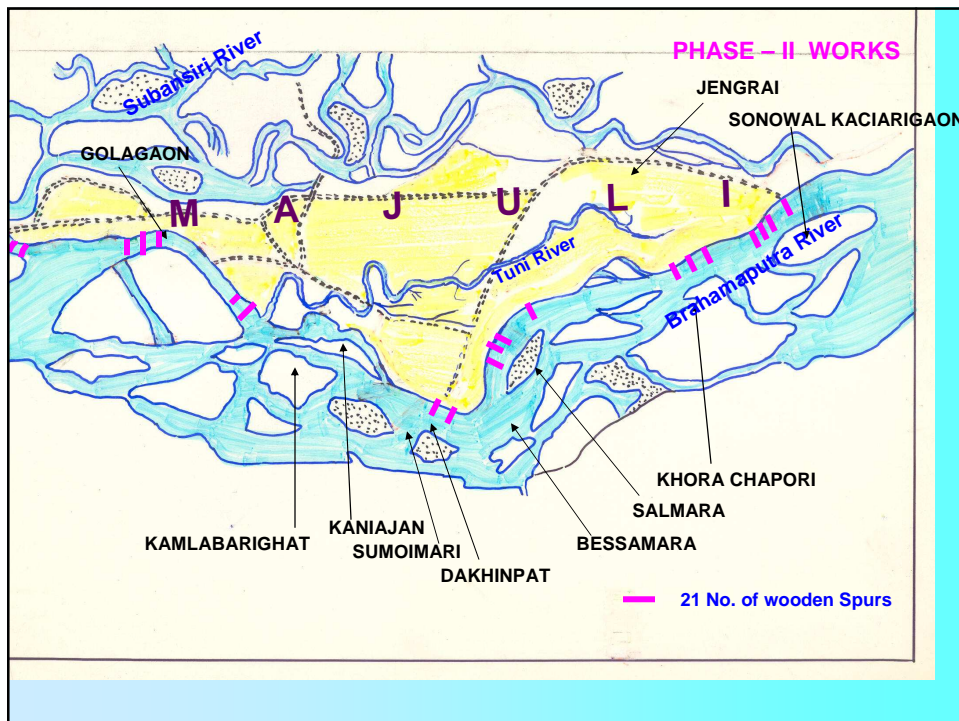 PHASE – II WORKS
Subansiri River
JENGRAI
SONOWAL KACIARIGAON
GOLAGAON
M A J U L I
Tuni River
Brahamaputra River
KHORA CHAPORI
SALMARA
KANIAJAN
KAMLABARIGHAT
SUMOIMARI
BESSAMARA
DAKHINPAT
21 No. of wooden Spurs